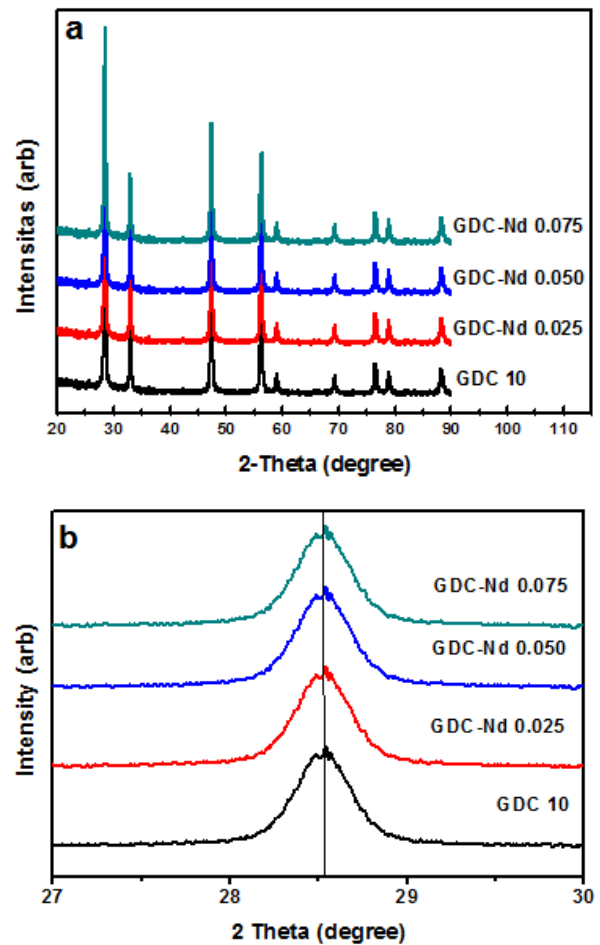 a
Intensitas (arb)
GDC-Nd 0.075
GDC-Nd 0.050
GDC-Nd 0.025
GDC 10
20 30 40 50 60 70 80 90 100 110
2-Theta (degree)
b
Intensity (arb)
GDC-Nd 0.075
GDC-Nd 0.050
GDC-Nd 0.025
GDC 10
27 28 29 30
2 Theta (degree)